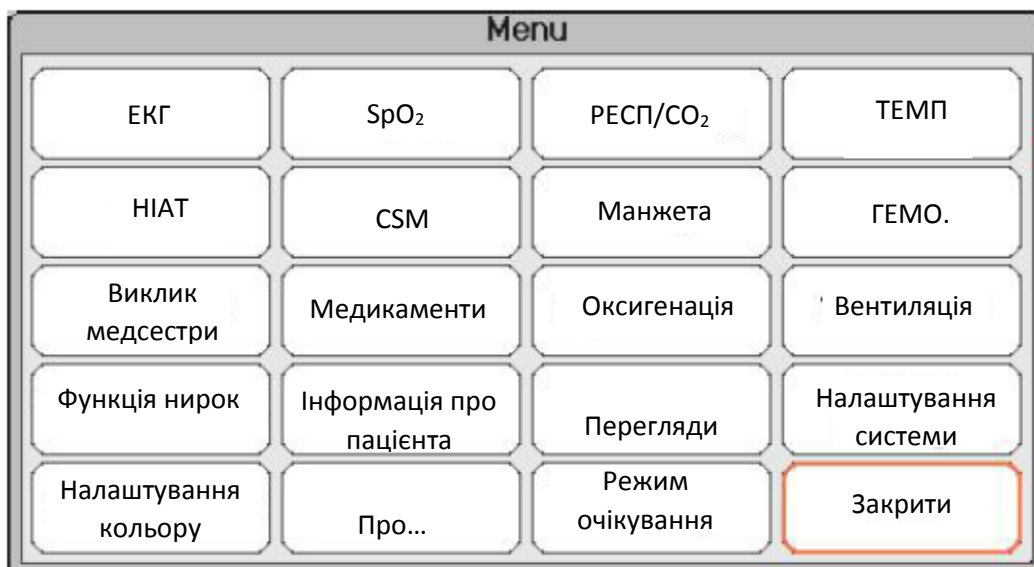 Menu
ЕКГ
SpO₂
РЕСП/CO₂
ТЕМП
НІАТ
CSM
Манжета
ГЕМО.
Виклик
медсестри
Медикаменти
Оксигенація
Вентиляція
Функція нирок
Інформація про
пацієнта
Перегляди
Налаштування
системи
Налаштування
кольору
Про...
Режим
очікування
Закрити